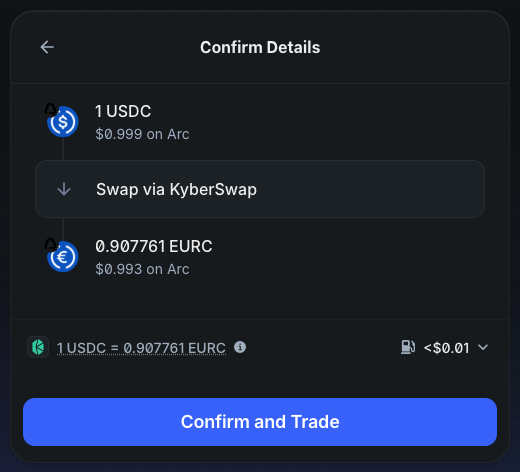 Confirm Details
1 USDC
$0.999 on Arc
Swap via KyberSwap
0.907761 EURC
$0.993 on Arc
1 USDC = 0.907761 EURC
<$0.01
Confirm and Trade